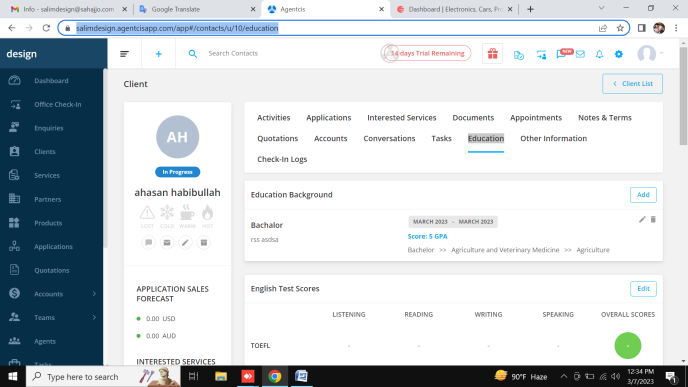 Info - salimdesign@sahajjo.com
Google Translate
Agentcis
Dashboard | Electronics, Cars, Pr
salimdesign.agentcisapp.com/app#/contacts/u/10/education
design
Search Contacts
14 days Trial Remaining
NEW
Dashboard
Office Check-In
Enquiries
Clients
Services
Partners
Products
Applications
Quotations
Accounts
Teams
Agents
Tasks
Client
Client List
AH
In Progress
ahasan habibullah
LOST COLD WARM HOT
APPLICATION SALES
FORECAST
0.00 USD
0.00 AUD
INTERESTED SERVICES
Activities Applications Interested Services Documents Appointments Notes & Terms
Quotations Accounts Conversations Tasks Education Other Information
Check-In Logs
Education Background Add
Bachalor
rss asdsa
MARCH 2023 - MARCH 2023
Score: 5 GPA
Bachelor >> Agriculture and Veterinary Medicine >> Agriculture
English Test Scores Edit
LISTENING READING WRITING SPEAKING OVERALL SCORES
TOEFL - - - - -
Type here to search
90°F Haze
12:34 PM
3/7/2023
1